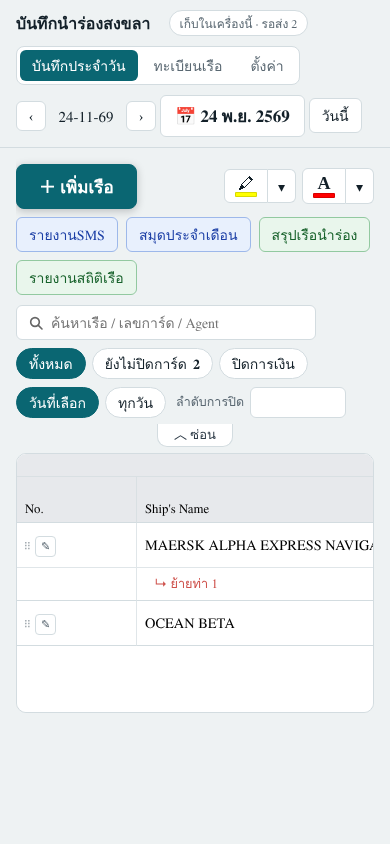 บันทึกนำร่องสงขลา
เก็บในเครื่องนี้ · รอส่ง 2
บันทึกประจำวัน ทะเบียนเรือ ตั้งค่า
‹ 24-11-69 › 📅 24 พ.ย. 2569 วันนี้
+ เพิ่มเรือ 🖍 ▾ A ▾
รายงานSMS สมุดประจำเดือน สรุปเรือนำร่อง
รายงานสถิติเรือ
ค้นหาเรือ / เลขการ์ด / Agent
ทั้งหมด ยังไม่ปิดการ์ด 2 ปิดการเงิน
วันที่เลือก ทุกวัน ลำดับการปิด
︿ ซ่อน
No. Ship's Name
MAERSK ALPHA EXPRESS NAVIGA
↳ ย้ายท่า 1
OCEAN BETA